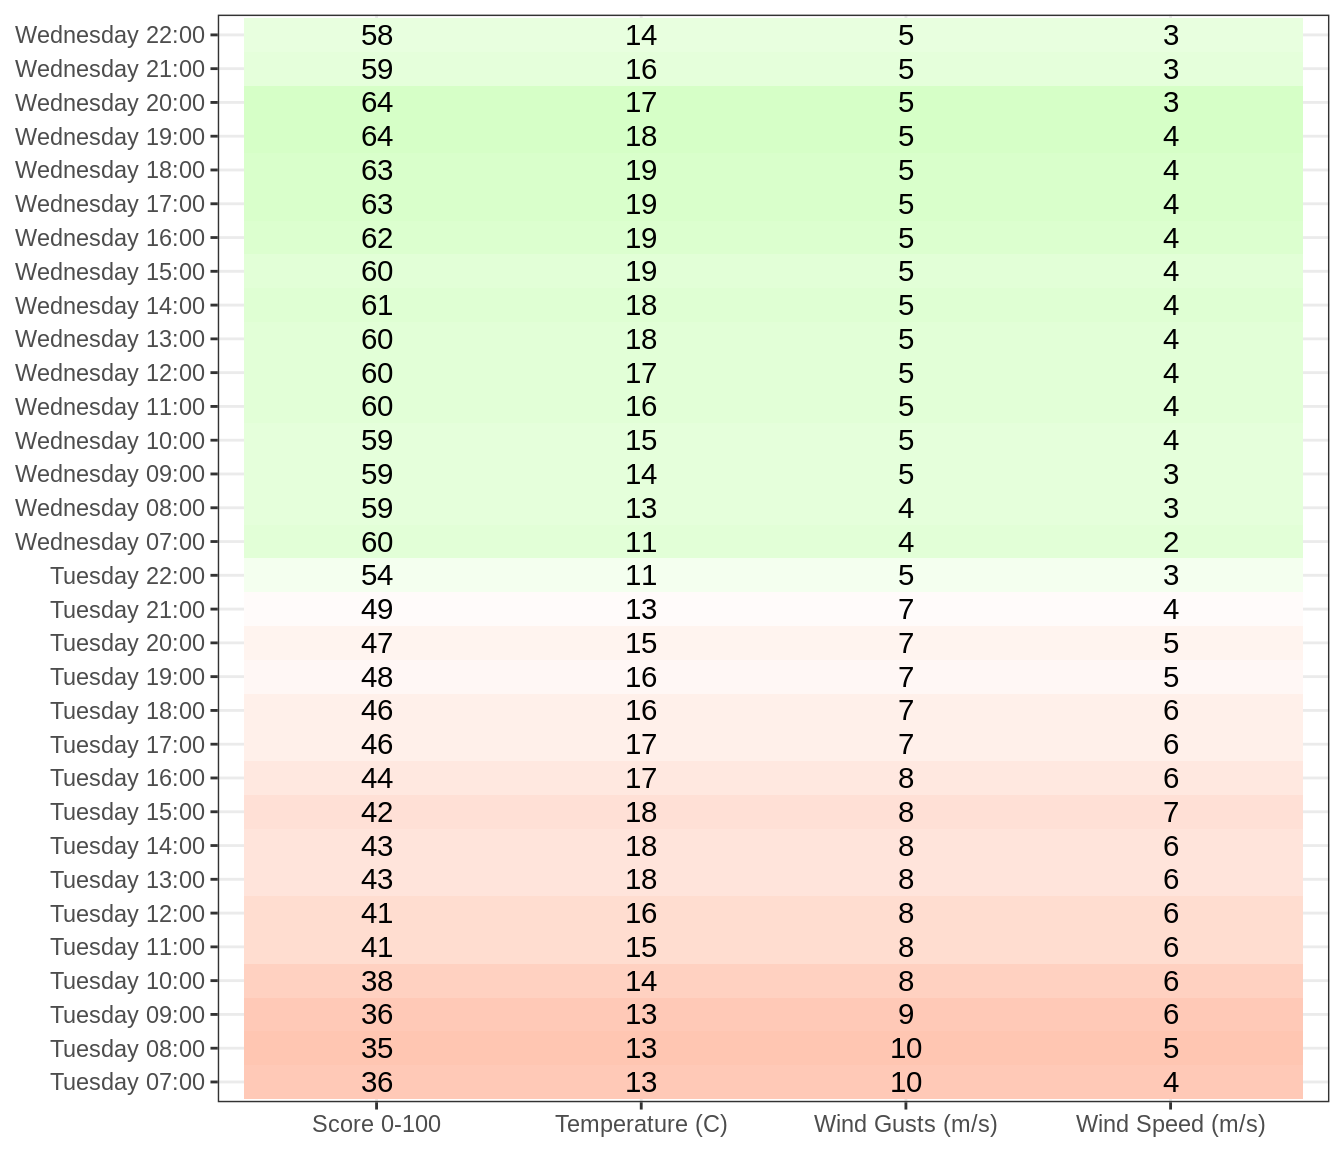 Wednesday 22:00 58 14 5 3
Wednesday 21:00 59 16 5 3
Wednesday 20:00 64 17 5 3
Wednesday 19:00 64 18 5 4
Wednesday 18:00 63 19 5 4
Wednesday 17:00 63 19 5 4
Wednesday 16:00 62 19 5 4
Wednesday 15:00 60 19 5 4
Wednesday 14:00 61 18 5 4
Wednesday 13:00 60 18 5 4
Wednesday 12:00 60 17 5 4
Wednesday 11:00 60 16 5 4
Wednesday 10:00 59 15 5 4
Wednesday 09:00 59 14 5 3
Wednesday 08:00 59 13 4 3
Wednesday 07:00 60 11 4 2
Tuesday 22:00 54 11 5 3
Tuesday 21:00 49 13 7 4
Tuesday 20:00 47 15 7 5
Tuesday 19:00 48 16 7 5
Tuesday 18:00 46 16 7 6
Tuesday 17:00 46 17 7 6
Tuesday 16:00 44 17 8 6
Tuesday 15:00 42 18 8 7
Tuesday 14:00 43 18 8 6
Tuesday 13:00 43 18 8 6
Tuesday 12:00 41 16 8 6
Tuesday 11:00 41 15 8 6
Tuesday 10:00 38 14 8 6
Tuesday 09:00 36 13 9 6
Tuesday 08:00 35 13 10 5
Tuesday 07:00 36 13 10 4
Score 0-100 Temperature (C) Wind Gusts (m/s) Wind Speed (m/s)